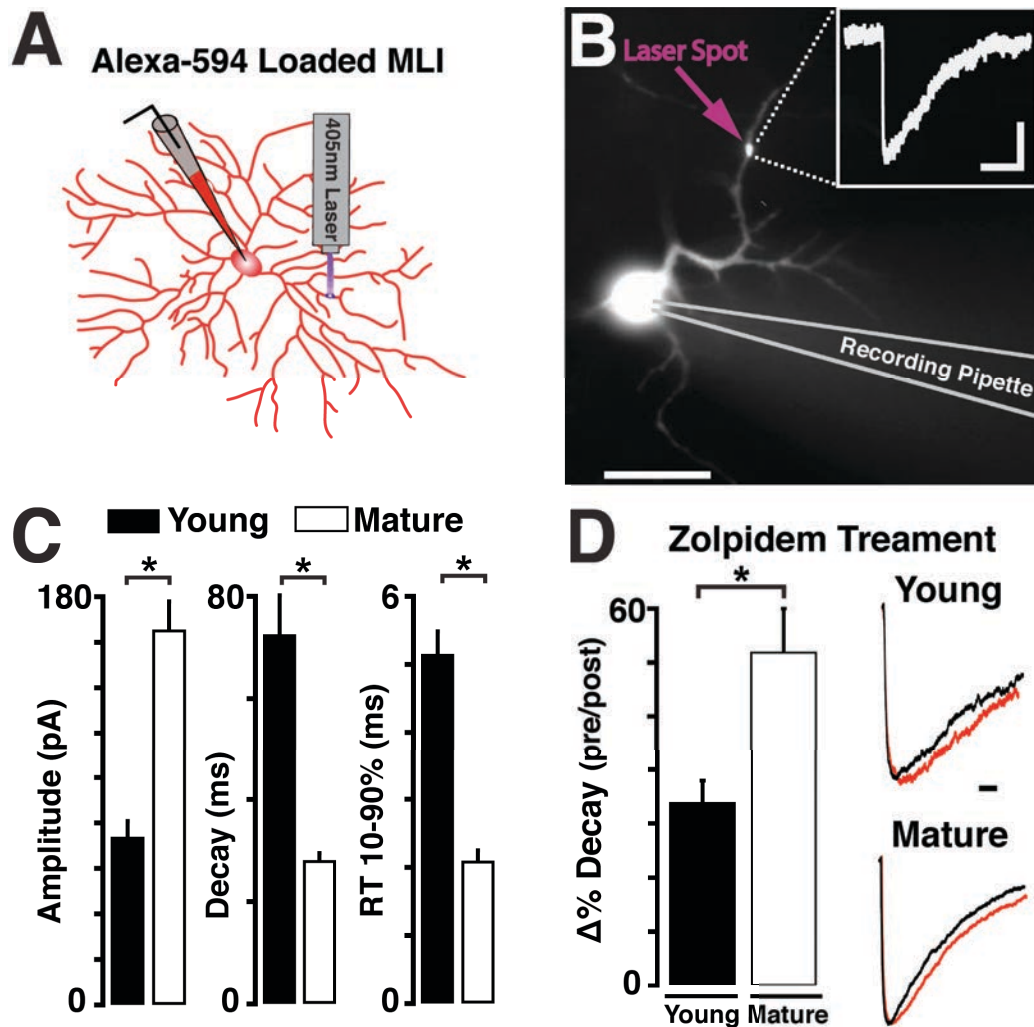 A
Alexa-594 Loaded MLI
405nm Laser
B
Laser Spot
Recording Pipette
C
Young
Mature
*
180
Amplitude (pA)
0
*
80
Decay (ms)
0
*
6
RT 10-90% (ms)
0
D
Zolpidem Treament
*
60
Δ% Decay (pre/post)
0
Young
Mature
Young
Mature